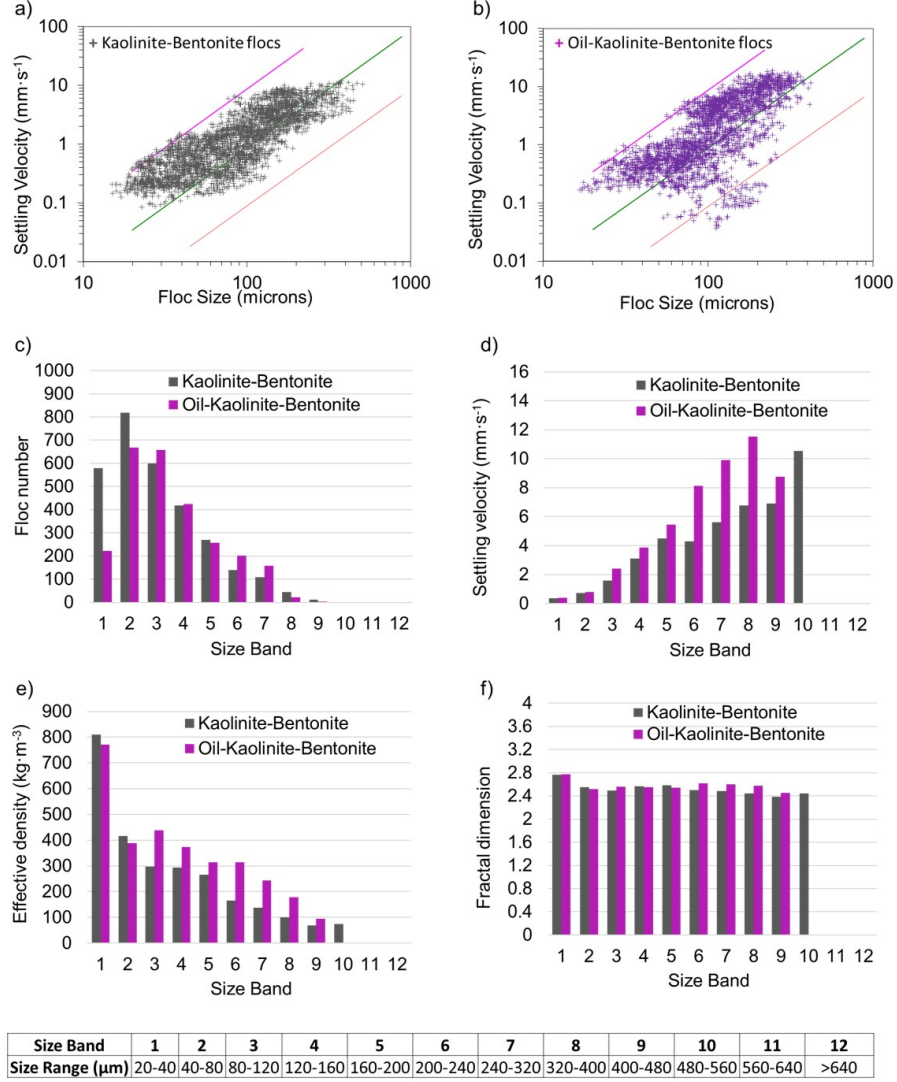 a)
Kaolinite-Bentonite flocs
Settling Velocity (mm·s⁻¹)
100
10
1
0.1
0.01
10
100
1000
Floc Size (microns)
b)
Oil-Kaolinite-Bentonite flocs
Settling Velocity (mm·s⁻¹)
100
10
1
0.1
0.01
10
100
1000
Floc Size (microns)
c)
Kaolinite-Bentonite
Oil-Kaolinite-Bentonite
Floc number
1000
900
800
700
600
500
400
300
200
100
0
1 2 3 4 5 6 7 8 9 10 11 12
Size Band
d)
Kaolinite-Bentonite
Oil-Kaolinite-Bentonite
Settling velocity (mm·s⁻¹)
16
14
12
10
8
6
4
2
0
1 2 3 4 5 6 7 8 9 10 11 12
Size Band
e)
Kaolinite-Bentonite
Oil-Kaolinite-Bentonite
Effective density (kg·m⁻³)
900
800
700
600
500
400
300
200
100
0
1 2 3 4 5 6 7 8 9 10 11 12
Size Band
f)
Kaolinite-Bentonite
Oil-Kaolinite-Bentonite
Fractal dimension
4
3.6
3.2
2.8
2.4
2
1.6
1.2
0.8
0.4
0
1 2 3 4 5 6 7 8 9 10 11 12
Size Band
Size Band 1 2 3 4 5 6 7 8 9 10 11 12
Size Range (µm) 20-40 40-80 80-120 120-160 160-200 200-240 240-320 320-400 400-480 480-560 560-640 >640